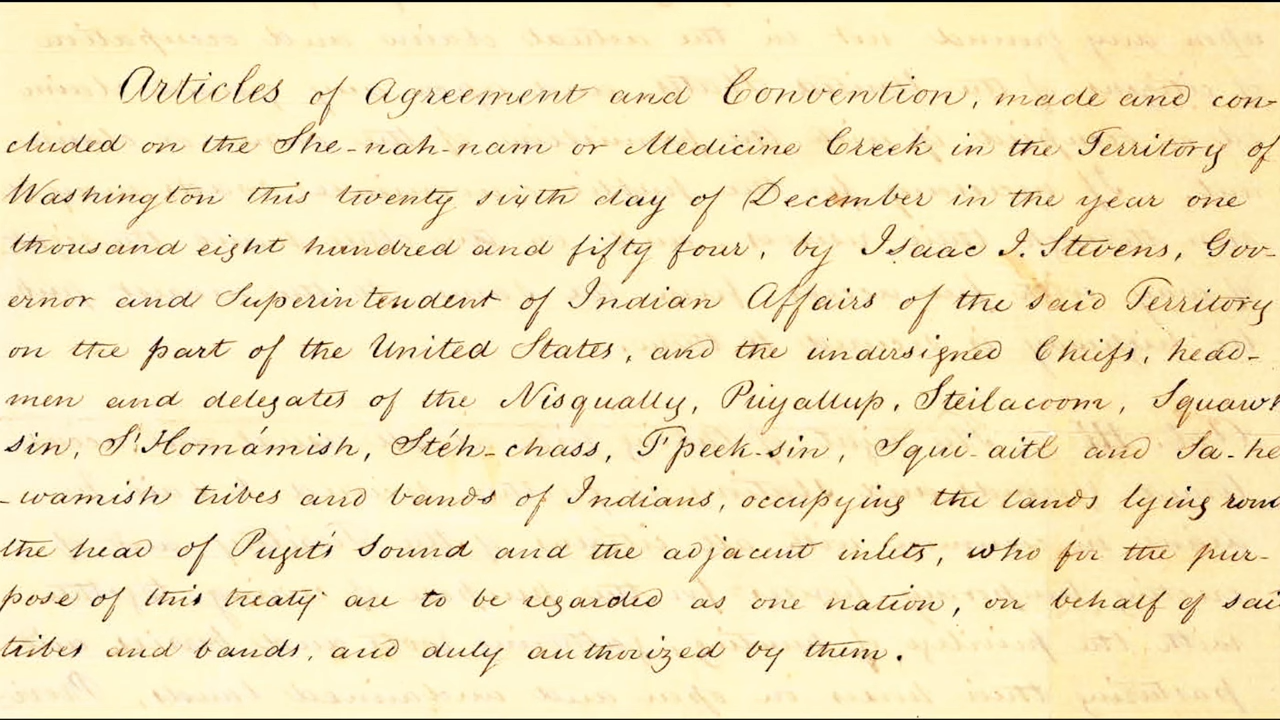 Articles of Agreement and Convention, made and con-
cluded on the She-nah-nam or Medicine Creek in the Territory of
Washington this twenty sixth day of December in the year one
thousand eight hundred and fifty four, by Isaac I. Stevens, Gov-
ernor and Superintendent of Indian Affairs of the said Territory
on the part of the United States, and the undersigned Chiefs, head-
men and delegates of the Nisqually, Puyallup, Steilacoom, Squawk
sin, S'Homámish, Stéh-chass, T'peek-sin, Squi-aitl and Sa-he
-wamish tribes and bands of Indians, occupying the lands lying roun
the head of Puget's Sound and the adjacent inlets, who for the pur-
pose of this treaty are to be regarded as one nation, on behalf of sai
tribes and bands, and duly authorized by them.